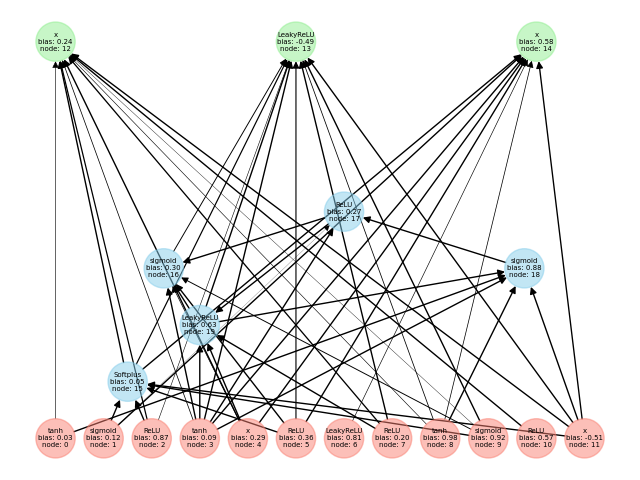 x
bias: 0.24
node: 12
LeakyReLU
bias: -0.49
node: 13
x
bias: 0.58
node: 14
ReLU
bias: 0.27
node: 17
sigmoid
bias: 0.30
node: 16
sigmoid
bias: 0.88
node: 18
LeakyReLU
bias: 0.63
node: 19
Softplus
bias: 0.05
node: 15
tanh
bias: 0.03
node: 0
sigmoid
bias: 0.12
node: 1
ReLU
bias: 0.87
node: 2
tanh
bias: 0.09
node: 3
x
bias: 0.29
node: 4
ReLU
bias: 0.36
node: 5
LeakyReLU
bias: 0.81
node: 6
ReLU
bias: 0.20
node: 7
tanh
bias: 0.98
node: 8
sigmoid
bias: 0.92
node: 9
ReLU
bias: 0.57
node: 10
x
bias: -0.51
node: 11